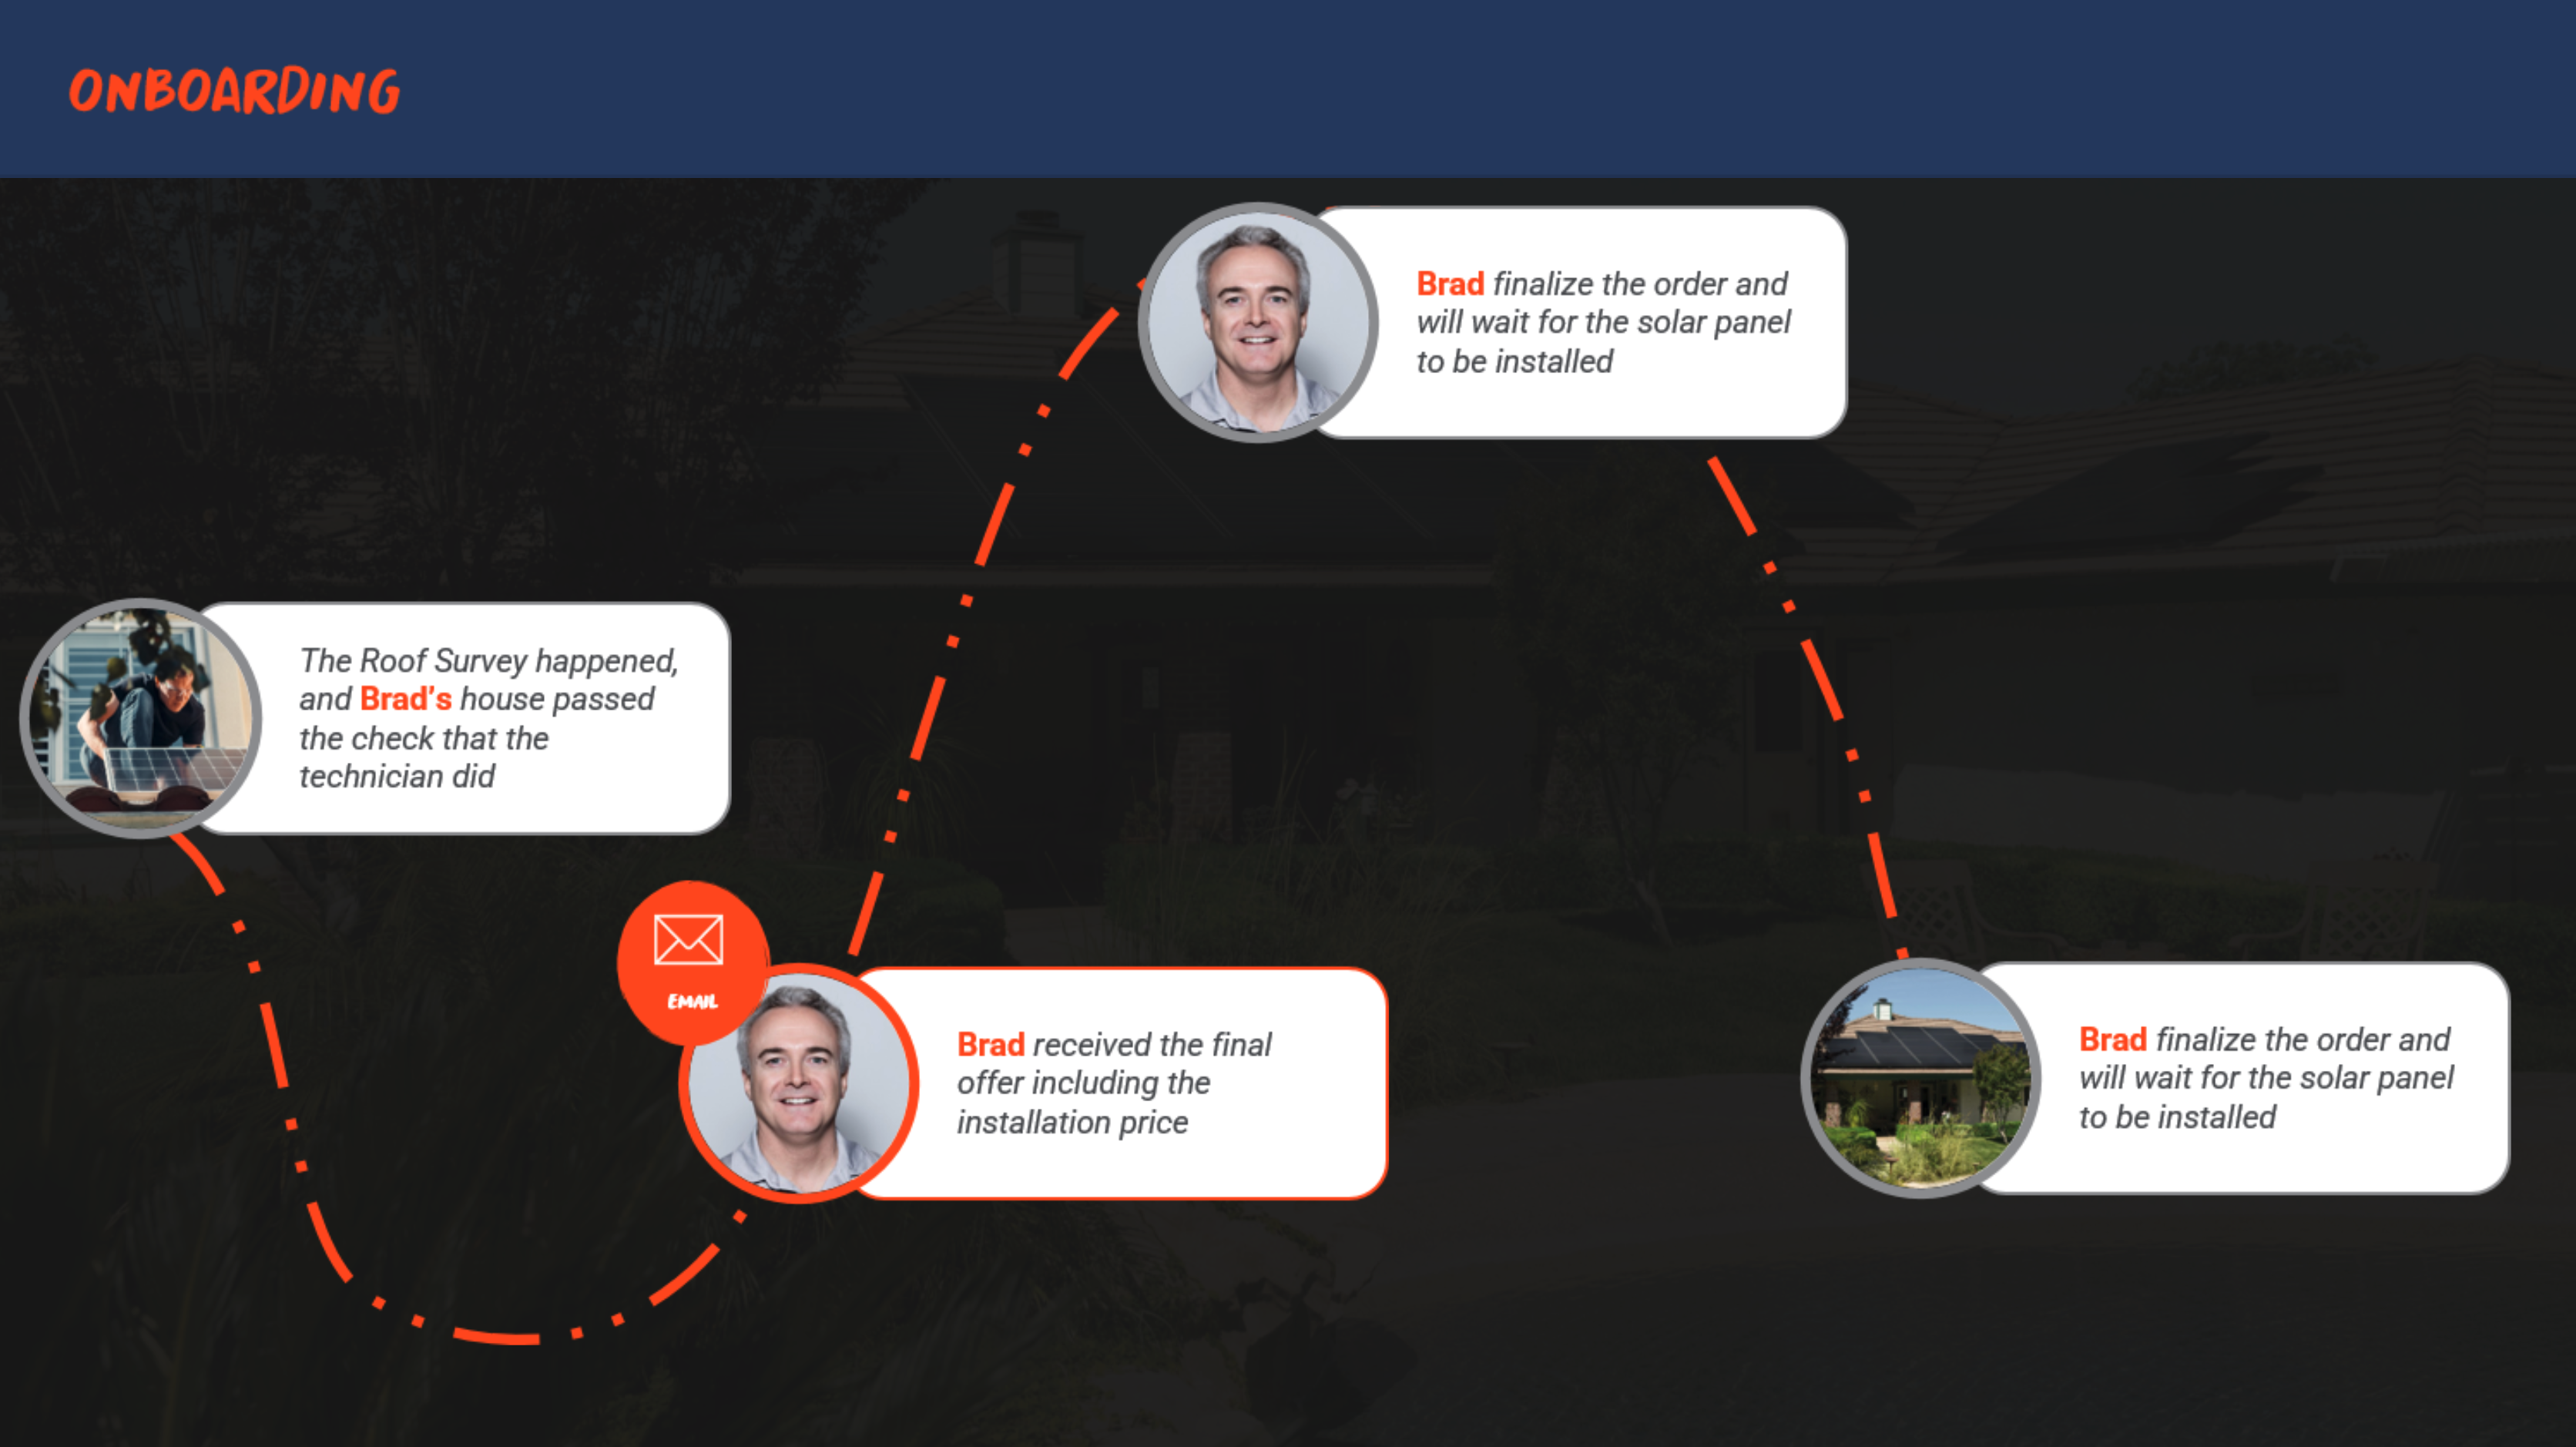 ONBOARDING
The Roof Survey happened,
and Brad's house passed
the check that the
technician did
EMAIL
Brad received the final
offer including the
installation price
Brad finalize the order and
will wait for the solar panel
to be installed
Brad finalize the order and
will wait for the solar panel
to be installed